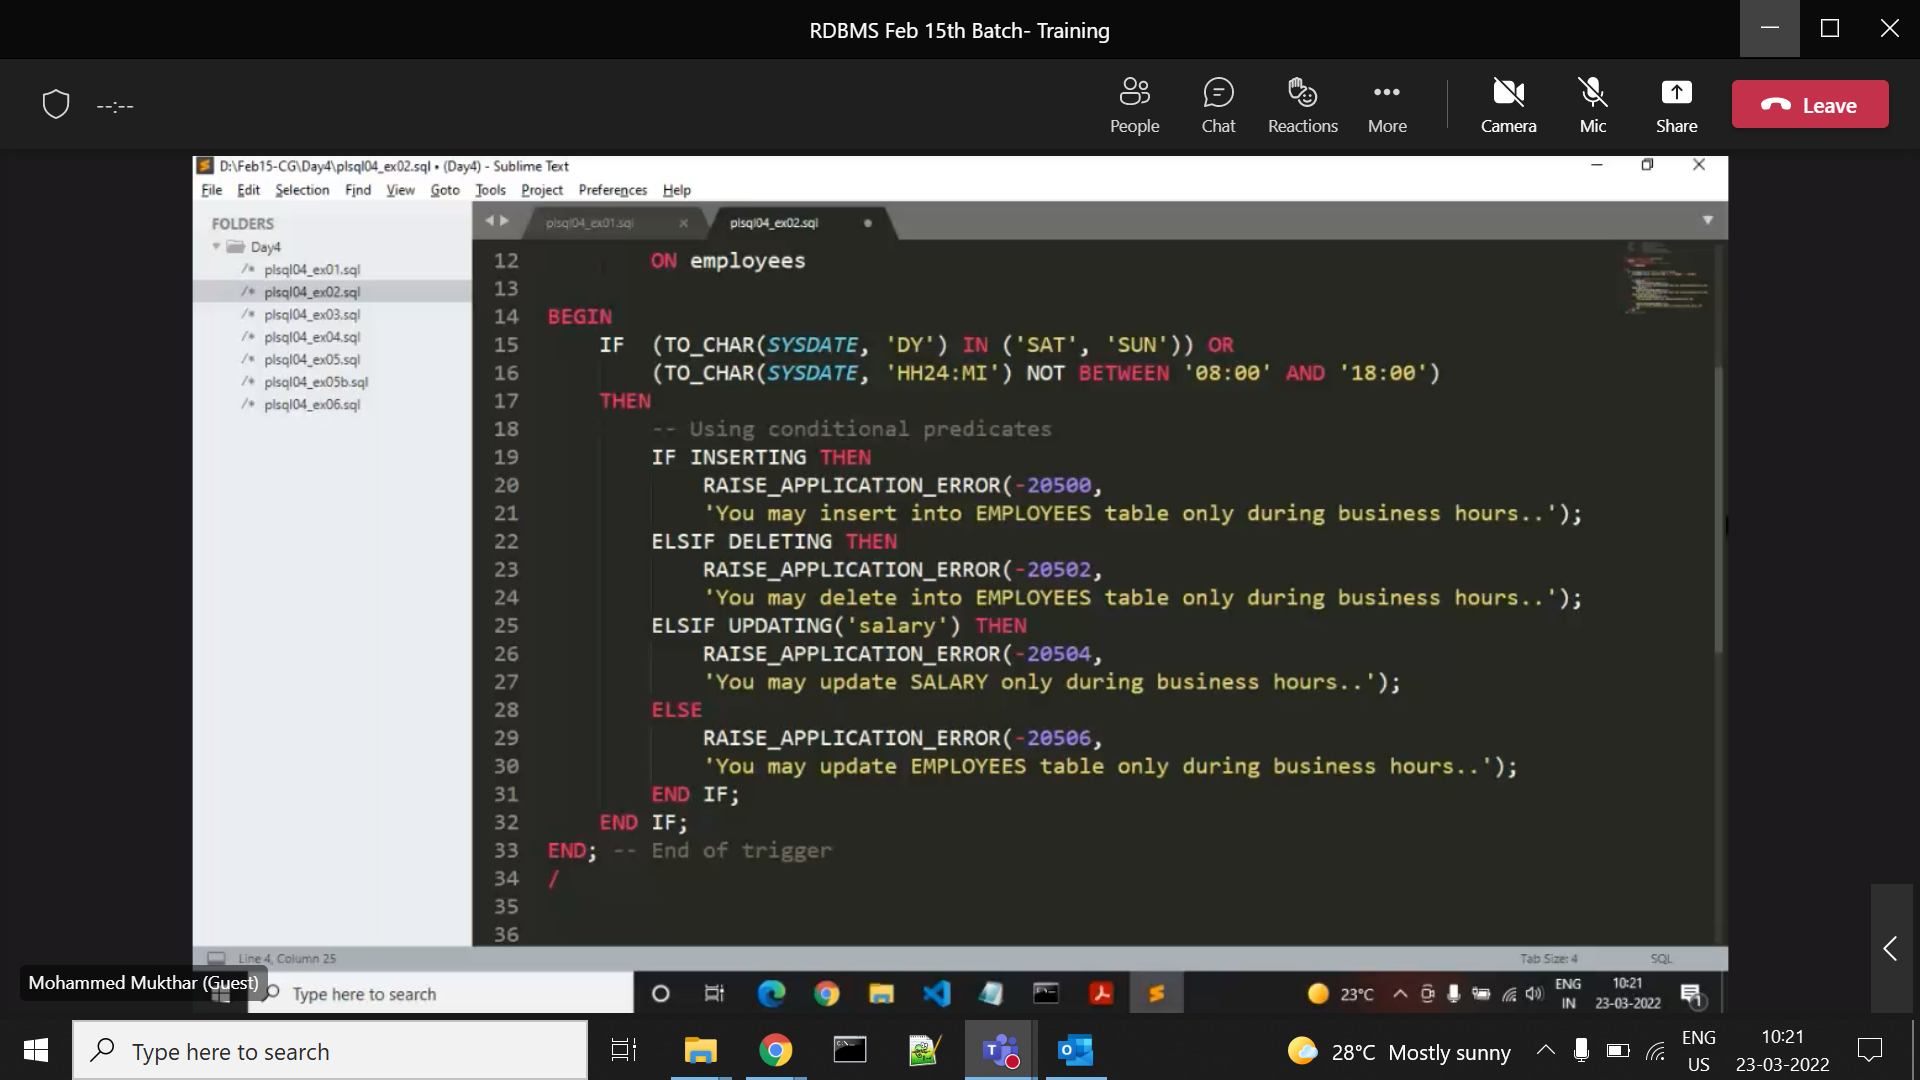 RDBMS Feb 15th Batch- Training
--:--
People
Chat
Reactions
More
Camera
Mic
Share
Leave
D:\Feb15-CG\Day4\plsql04_ex02.sql • (Day4) - Sublime Text
File Edit Selection Find View Goto Tools Project Preferences Help
FOLDERS
Day4
/* plsql04_ex01.sql
/* plsql04_ex02.sql
/* plsql04_ex03.sql
/* plsql04_ex04.sql
/* plsql04_ex05.sql
/* plsql04_ex05b.sql
/* plsql04_ex06.sql
plsql04_ex01.sql
plsql04_ex02.sql
12 ON employees
13
14 BEGIN
15 IF (TO_CHAR(SYSDATE, 'DY') IN ('SAT', 'SUN')) OR
16 (TO_CHAR(SYSDATE, 'HH24:MI') NOT BETWEEN '08:00' AND '18:00')
17 THEN
18 -- Using conditional predicates
19 IF INSERTING THEN
20 RAISE_APPLICATION_ERROR(-20500,
21 'You may insert into EMPLOYEES table only during business hours..');
22 ELSIF DELETING THEN
23 RAISE_APPLICATION_ERROR(-20502,
24 'You may delete into EMPLOYEES table only during business hours..');
25 ELSIF UPDATING('salary') THEN
26 RAISE_APPLICATION_ERROR(-20504,
27 'You may update SALARY only during business hours..');
28 ELSE
29 RAISE_APPLICATION_ERROR(-20506,
30 'You may update EMPLOYEES table only during business hours..');
31 END IF;
32 END IF;
33 END; -- End of trigger
34 /
35
36
Line 4, Column 25
Tab Size: 4
SQL
Mohammed Mukthar (Guest)
Type here to search
23°C
ENG
IN
10:21
23-03-2022
1
Type here to search
28°C Mostly sunny
ENG
US
10:21
23-03-2022